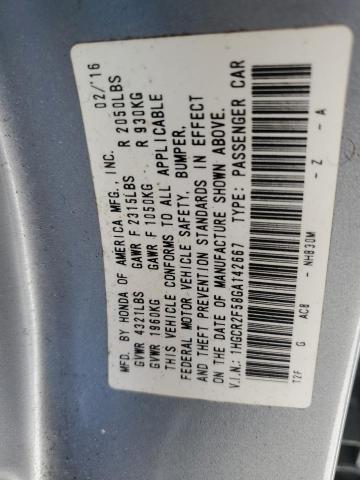 MFD. BY HONDA OF AMERICA MFG., INC. 02/'16
GVWR 4321LBS GAWR F 2315LBS R 2050LBS
GVWR 1960KG GAWR F 1050KG R 930KG
THIS VEHICLE CONFORMS TO ALL APPLICABLE
FEDERAL MOTOR VEHICLE SAFETY, BUMPER,
AND THEFT PREVENTION STANDARDS IN EFFECT
ON THE DATE OF MANUFACTURE SHOWN ABOVE.
V.I.N.: 1HGCR2F58GA142667 TYPE: PASSENGER CAR
T2F G AC8 - NH830M - Z - A